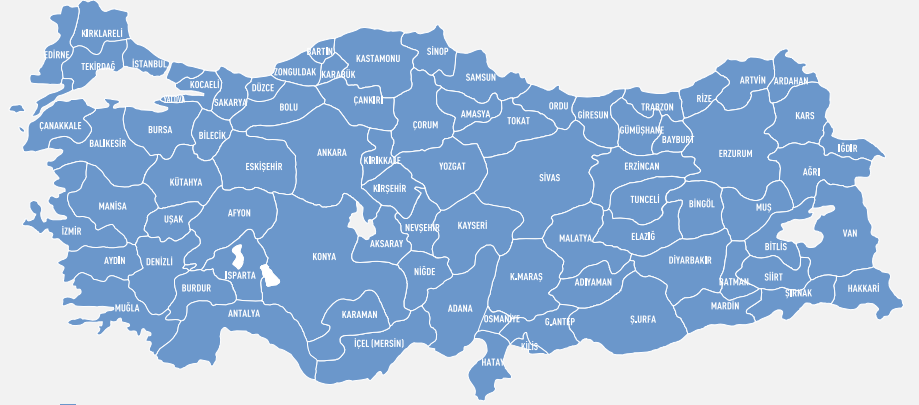 KIRKLARELİ
EDİRNE
TEKİRDAĞ
İSTANBUL
KOCAELİ
YALOVA
SAKARYA
DÜZCE
ZONGULDAK
BARTIN
KARABÜK
KASTAMONU
SİNOP
SAMSUN
BOLU
ÇANKIRI
ÇORUM
AMASYA
TOKAT
ORDU
GİRESUN
TRABZON
RİZE
ARTVİN
ARDAHAN
GÜMÜŞHANE
BAYBURT
KARS
IĞDIR
ÇANAKKALE
BALIKESİR
BURSA
BİLECİK
ESKİŞEHİR
ANKARA
KIRIKKALE
YOZGAT
SİVAS
ERZİNCAN
ERZURUM
AĞRI
KÜTAHYA
KIRŞEHİR
TUNCELİ
BİNGÖL
MUŞ
MANİSA
UŞAK
AFYON
NEVŞEHİR
KAYSERİ
MALATYA
ELAZIĞ
BİTLİS
VAN
İZMİR
AKSARAY
KONYA
AYDIN
DENİZLİ
ISPARTA
NİĞDE
K.MARAŞ
ADIYAMAN
DİYARBAKIR
BATMAN
SİİRT
ŞIRNAK
HAKKARİ
BURDUR
MUĞLA
ANTALYA
KARAMAN
ADANA
OSMANİYE
G.ANTEP
Ş.URFA
MARDİN
İÇEL (MERSİN)
KİLİS
HATAY